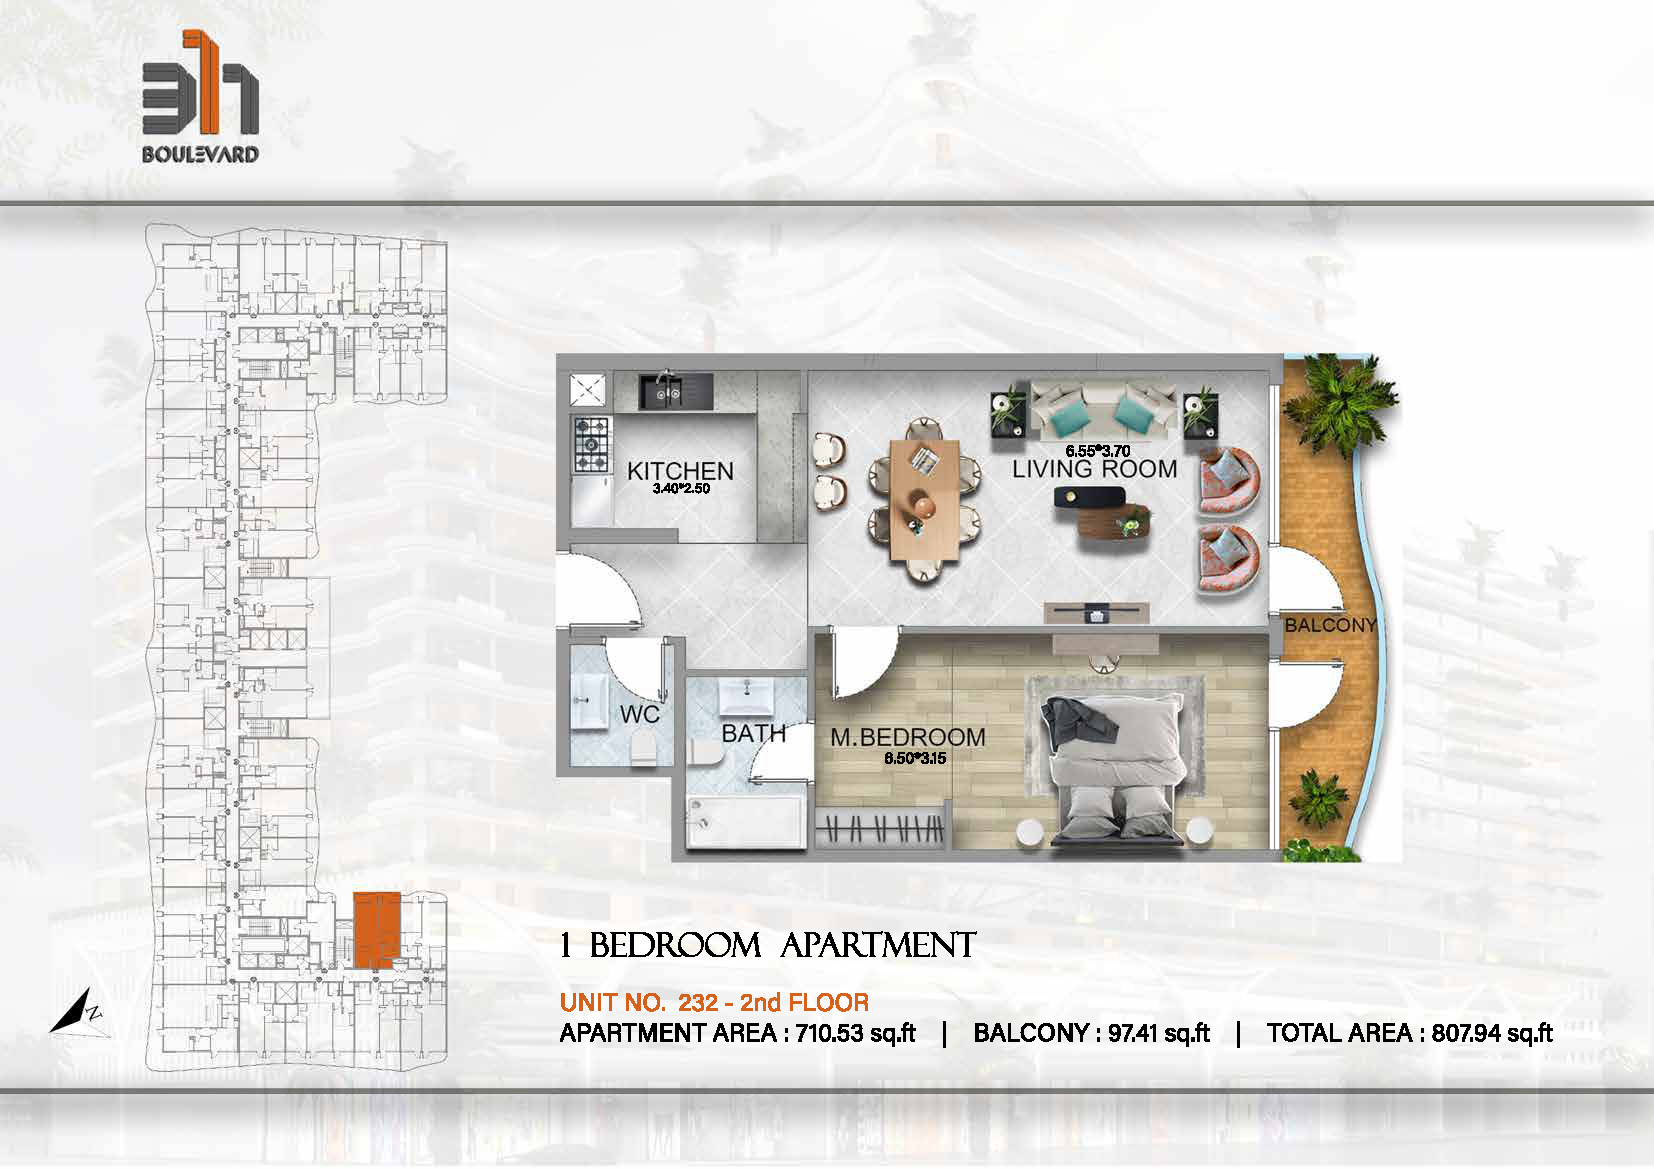 311
BOULEVARD
KITCHEN
3.40*2.50
6.55*3.70
LIVING ROOM
BALCONY
WC
BATH
M.BEDROOM
6.50*3.15
1 BEDROOM APARTMENT
UNIT NO. 232 - 2nd FLOOR
APARTMENT AREA : 710.53 sq.ft | BALCONY : 97.41 sq.ft | TOTAL AREA : 807.94 sq.ft
N